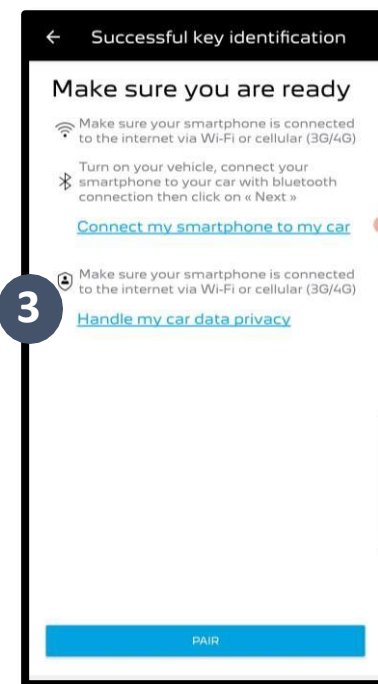 Successful key identification
Make sure you are ready
Make sure your smartphone is connected
to the internet via Wi-Fi or cellular (3G/4G)
Turn on your vehicle, connect your
smartphone to your car with bluetooth
connection then click on « Next »
Connect my smartphone to my car
Make sure your smartphone is connected
to the internet via Wi-Fi or cellular (3G/4G)
3
Handle my car data privacy
PAIR